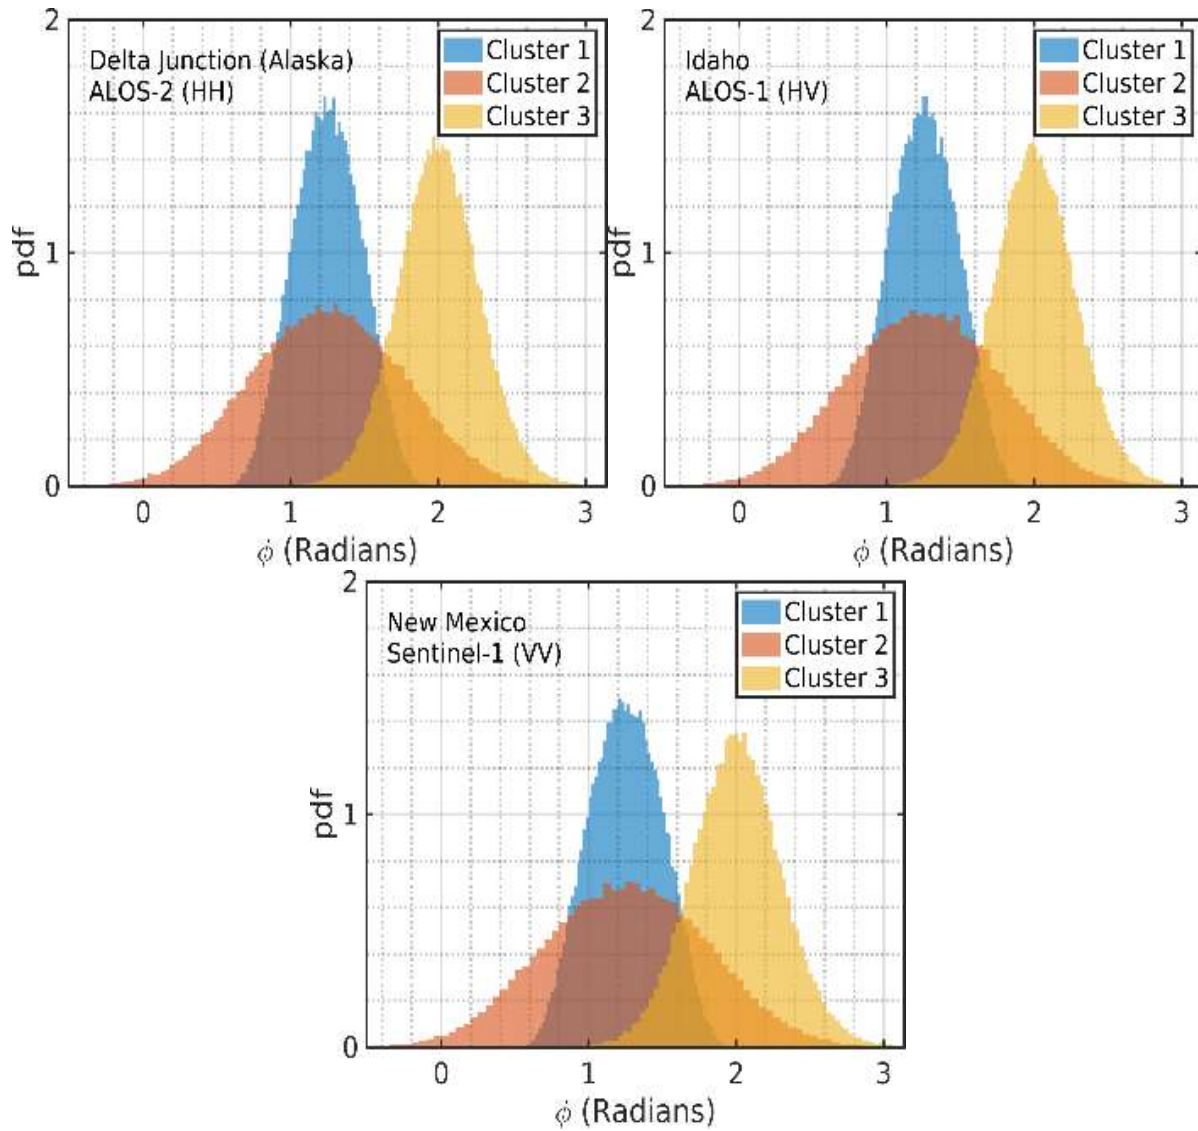 2
Delta Junction (Alaska)
ALOS-2 (HH)
Cluster 1
Cluster 2
Cluster 3
pdf
1
0
0 1 2 3
ϕ (Radians)
2
Idaho
ALOS-1 (HV)
Cluster 1
Cluster 2
Cluster 3
pdf
1
0
0 1 2 3
ϕ (Radians)
2
New Mexico
Sentinel-1 (VV)
Cluster 1
Cluster 2
Cluster 3
pdf
1
0
0 1 2 3
ϕ (Radians)